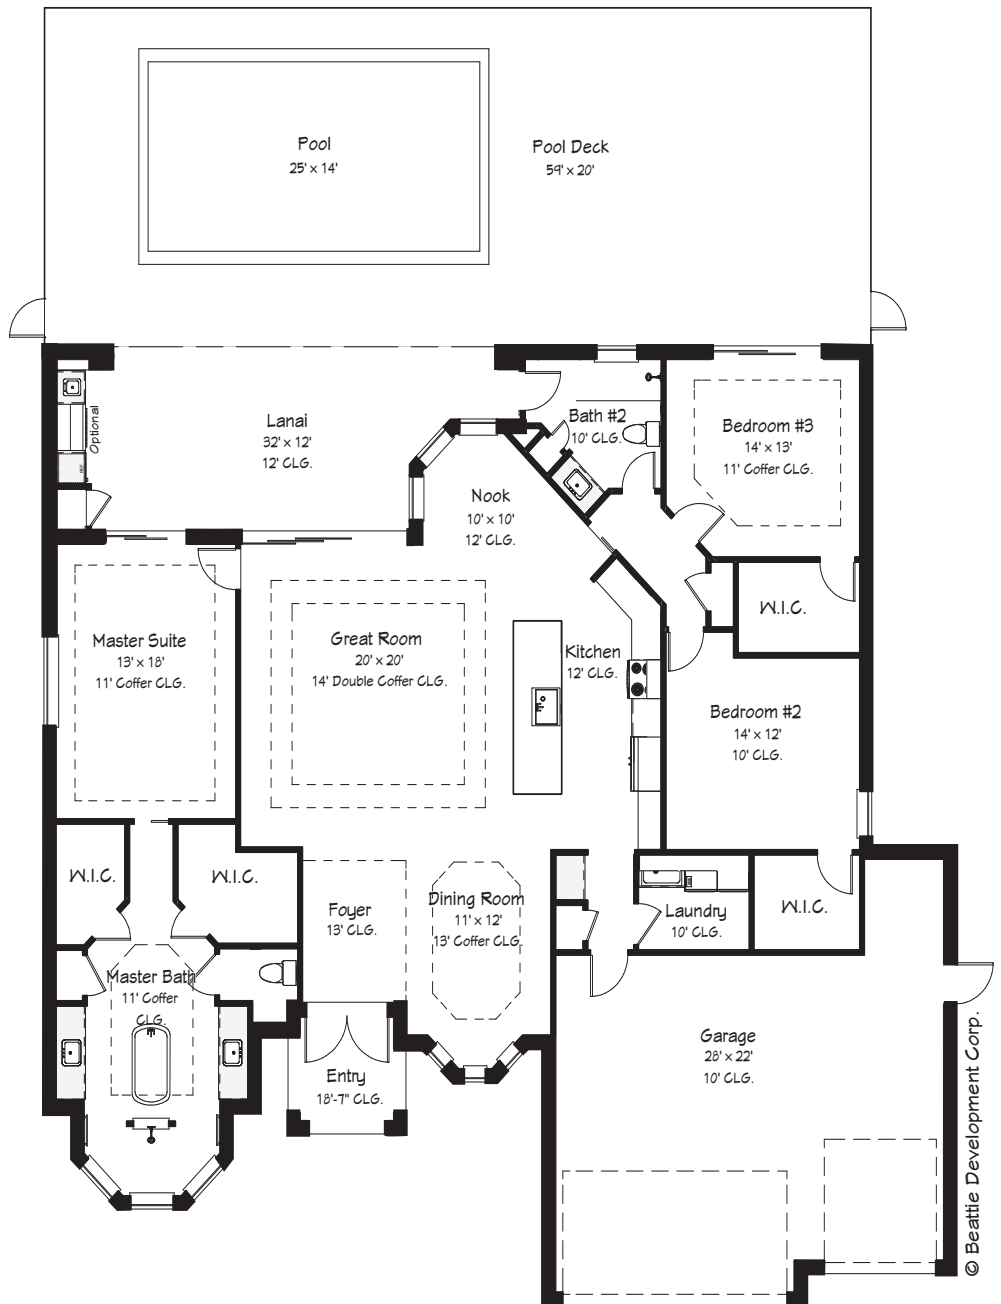 Pool
25' x 14'
Pool Deck
59' x 20'
Optional
Lanai
32' x 12'
12' CLG.
Bath #2
10' CLG.
Bedroom #3
14' x 13'
11' Coffer CLG.
Nook
10' x 10'
12' CLG.
W.I.C.
Master Suite
13' x 18'
11' Coffer CLG.
Great Room
20' x 20'
14' Double Coffer CLG.
Kitchen
12' CLG.
Bedroom #2
14' x 12'
10' CLG.
W.I.C.
W.I.C.
Foyer
13' CLG.
Dining Room
11' x 12'
13' Coffer CLG.
Laundry
10' CLG.
W.I.C.
Master Bath
11' Coffer
CLG.
Entry
18'-7" CLG.
Garage
28' x 22'
10' CLG.
© Beattie Development Corp.